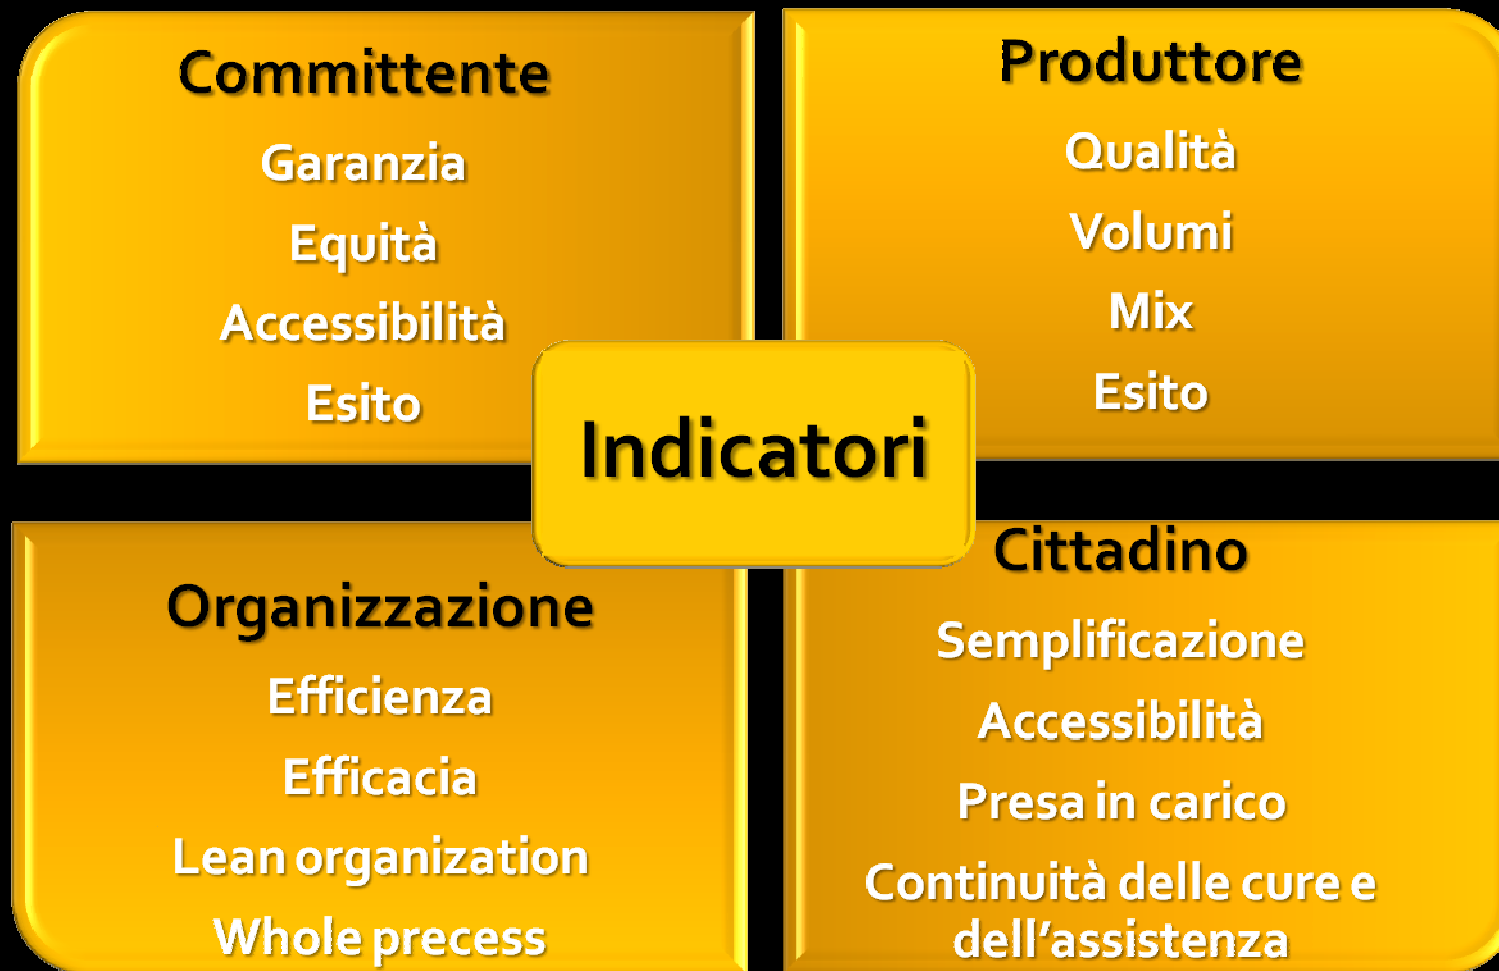 Committente
Garanzia
Equità
Accessibilità
Esito
Produttore
Qualità
Volumi
Mix
Esito
Indicatori
Organizzazione
Efficienza
Efficacia
Lean organization
Whole precess
Cittadino
Semplificazione
Accessibilità
Presa in carico
Continuità delle cure e
dell’assistenza